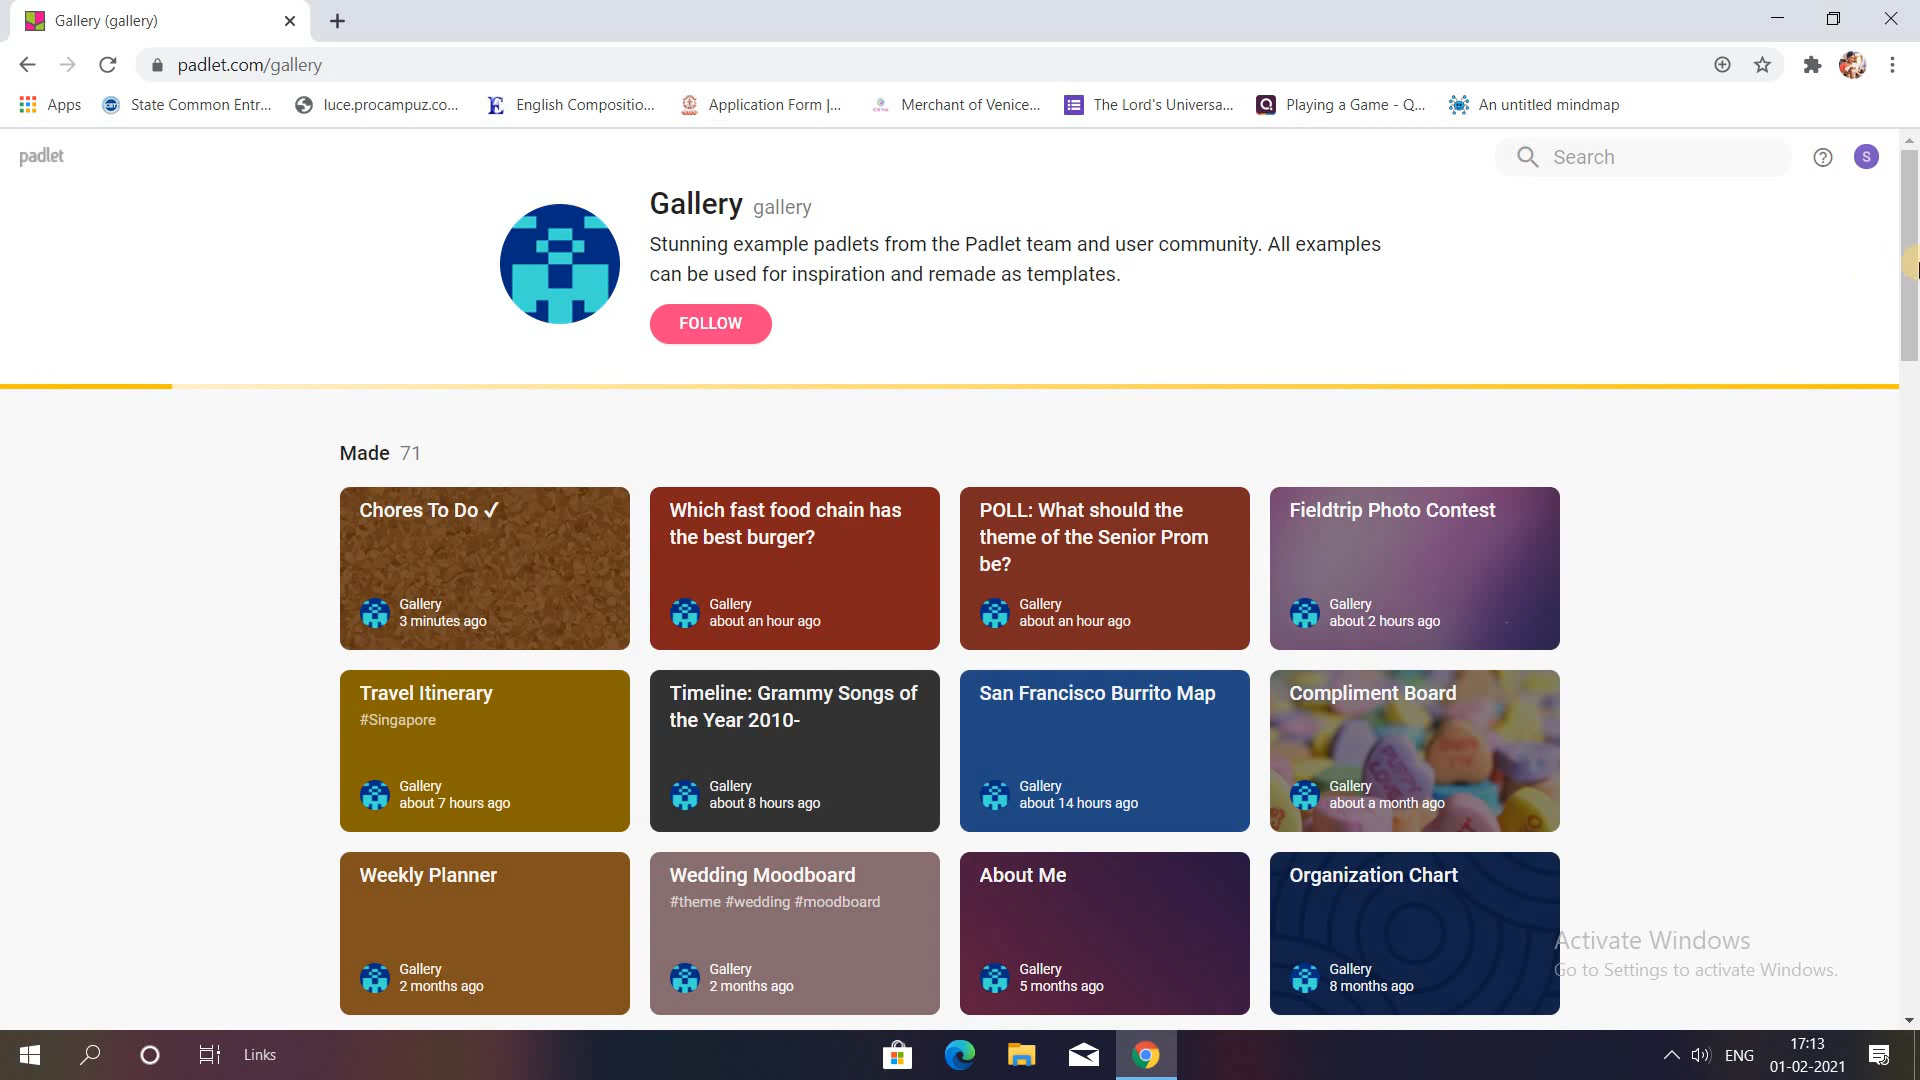 Gallery (gallery)
padlet.com/gallery
Apps
State Common Entr...
luce.procampuz.co...
English Compositio...
Application Form |...
Merchant of Venice...
The Lord's Universa...
Playing a Game - Q...
An untitled mindmap
padlet
Search
S
Gallery gallery
Stunning example padlets from the Padlet team and user community. All examples
can be used for inspiration and remade as templates.
FOLLOW
Made 71
Chores To Do ✓
Gallery
3 minutes ago
Which fast food chain has
the best burger?
Gallery
about an hour ago
POLL: What should the
theme of the Senior Prom
be?
Gallery
about an hour ago
Fieldtrip Photo Contest
Gallery
about 2 hours ago
Travel Itinerary
#Singapore
Gallery
about 7 hours ago
Timeline: Grammy Songs of
the Year 2010-
Gallery
about 8 hours ago
San Francisco Burrito Map
Gallery
about 14 hours ago
Compliment Board
Gallery
about a month ago
Weekly Planner
Gallery
2 months ago
Wedding Moodboard
#theme #wedding #moodboard
Gallery
2 months ago
About Me
Gallery
5 months ago
Organization Chart
Gallery
8 months ago
Activate Windows
Go to Settings to activate Windows.
Links
ENG
17:13
01-02-2021